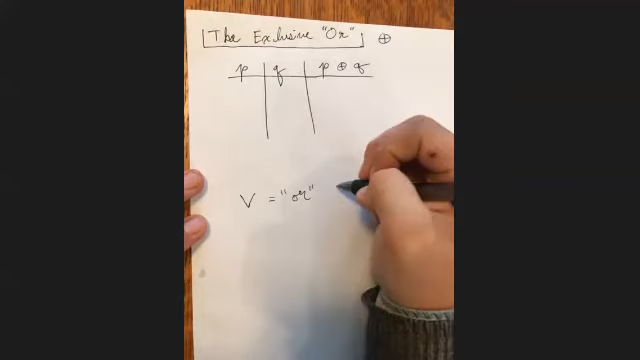 The Exclusive "Or" ⊕
p q p ⊕ q
V = "or"